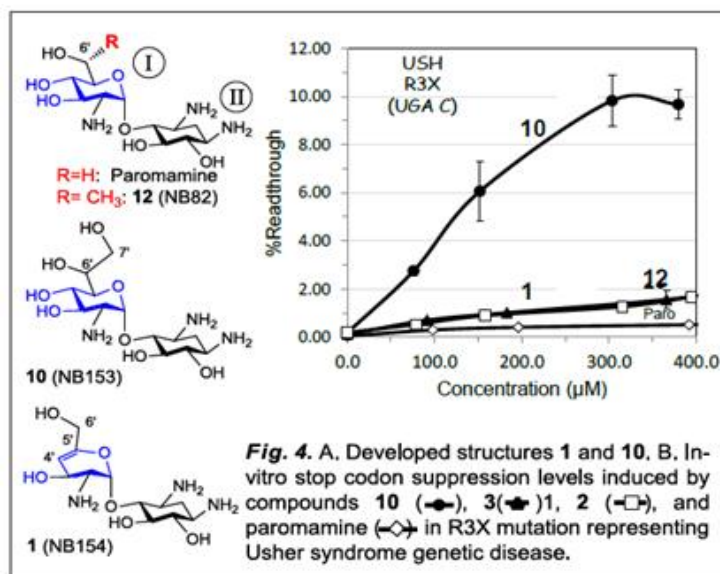 6'
R
HO
I
HO
HO
O
II
NH₂
NH₂
NH₂
O
HO
OH
R=H: Paromamine
R= CH₃: 12 (NB82)
HO
7'
HO
6'
HO
HO
O
NH₂
NH₂
O
NH₂
HO
OH
10 (NB153)
HO
6'
5'
4'
O
HO
NH₂
NH₂
O
NH₂
HO
OH
1 (NB154)
12.00
10.00
8.00
6.00
4.00
2.00
0.00
%Readthrough
USH
R3X
(UGA C)
10
1
12
Paro
0.0 100.0 200.0 300.0 400.0
Concentration (µM)
Fig. 4. A. Developed structures 1 and 10. B. In-
vitro stop codon suppression levels induced by
compounds 10 (●), 3(▲)1, 2 (□), and
paromamine (◇) in R3X mutation representing
Usher syndrome genetic disease.